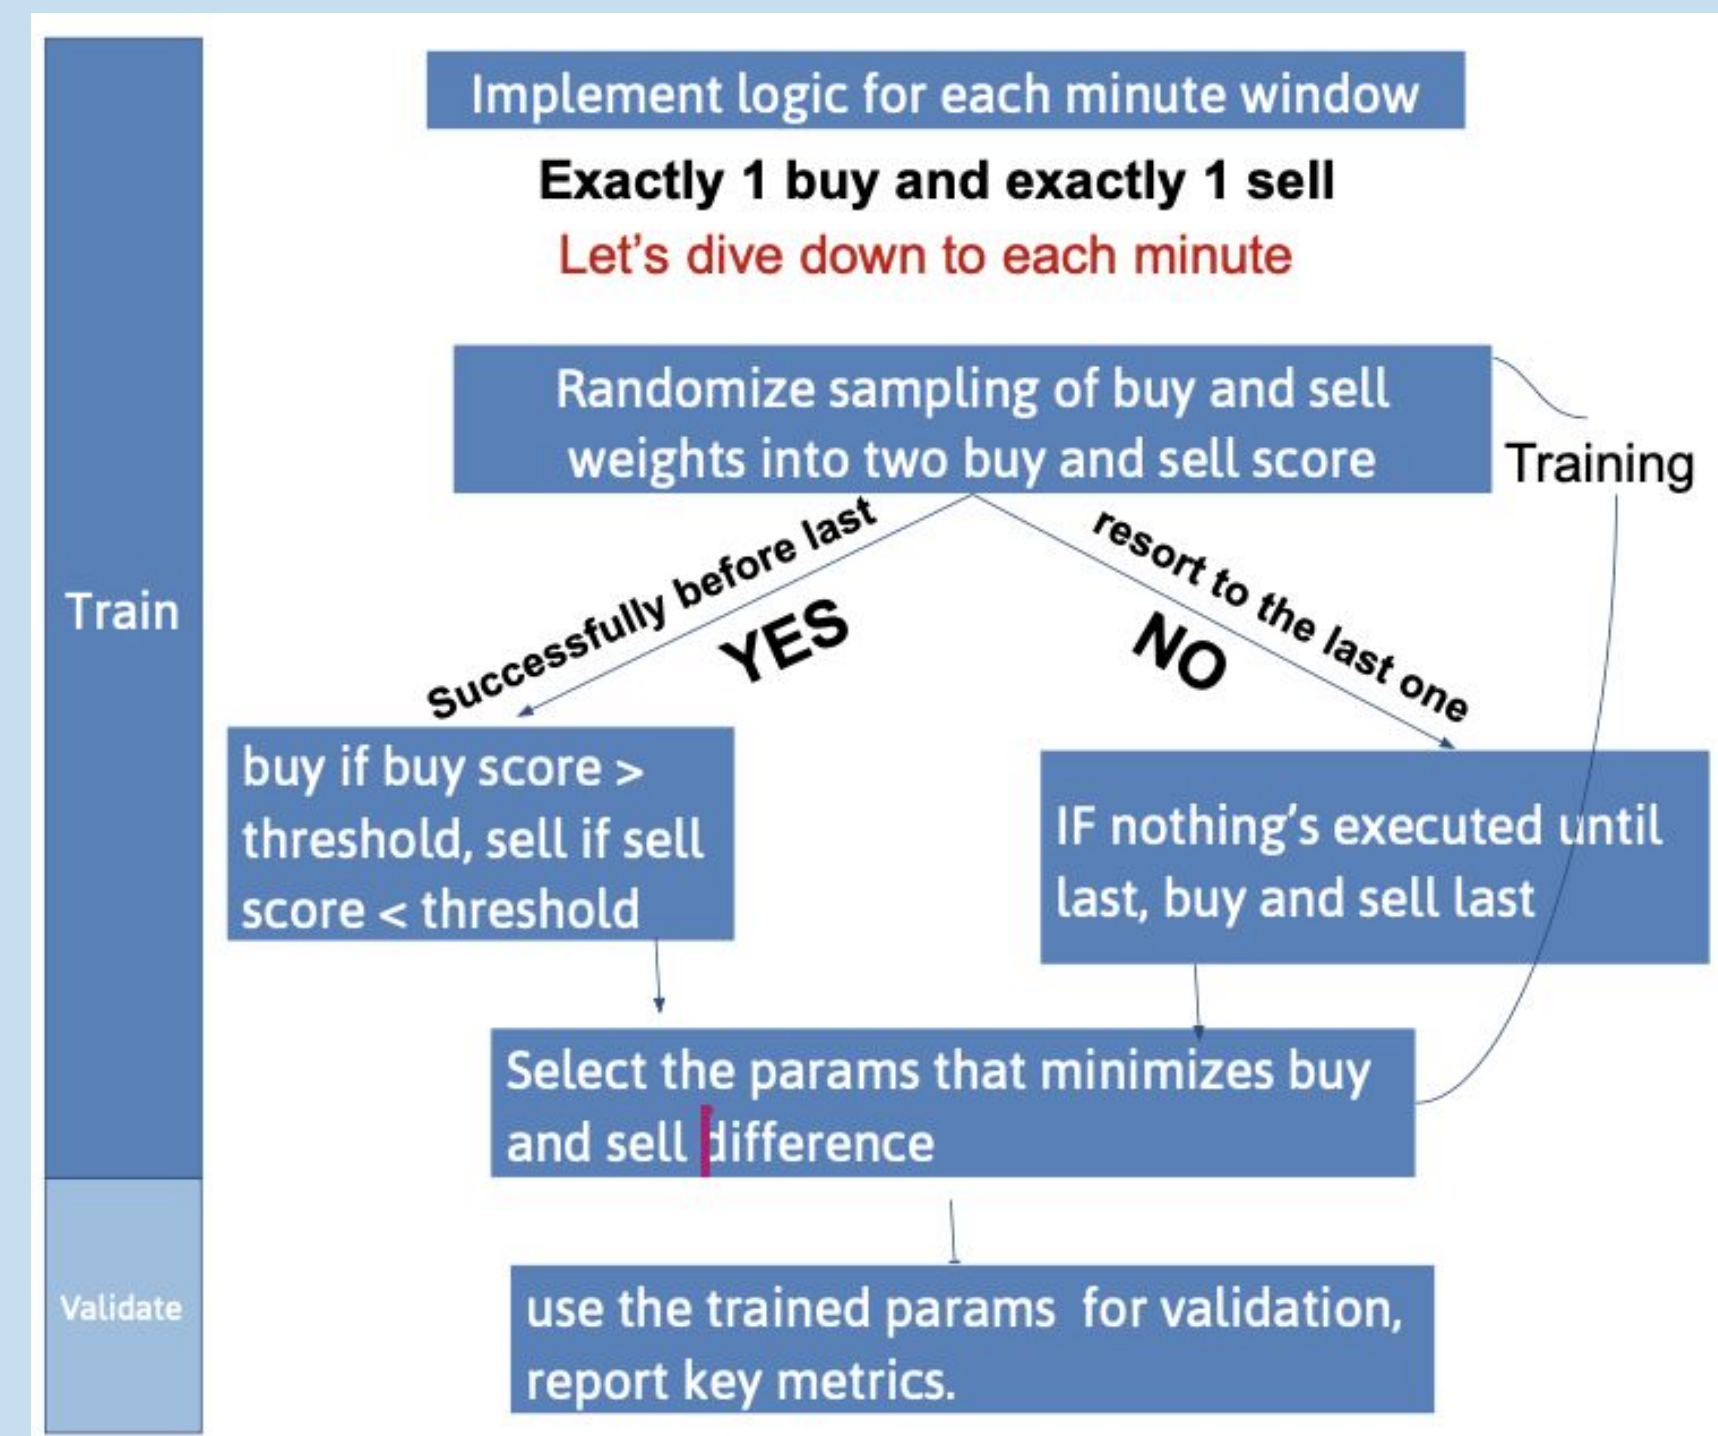 Implement logic for each minute window
Exactly 1 buy and exactly 1 sell
Let's dive down to each minute
Randomize sampling of buy and sell
weights into two buy and sell score
Training
Successfully before last
YES
resort to the last one
NO
Train
buy if buy score >
threshold, sell if sell
score < threshold
IF nothing's executed until
last, buy and sell last
Select the params that minimizes buy
and sell difference
Validate
use the trained params  for validation,
report key metrics.